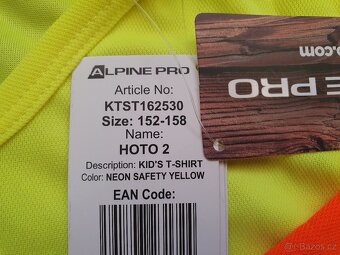 ALPINE PRO
Article No:
KTST162530
Size: 152-158
Name:
HOTO 2
Description: KID'S T-SHIRT
Color: NEON SAFETY YELLOW
EAN Code:
o.com
E PRO